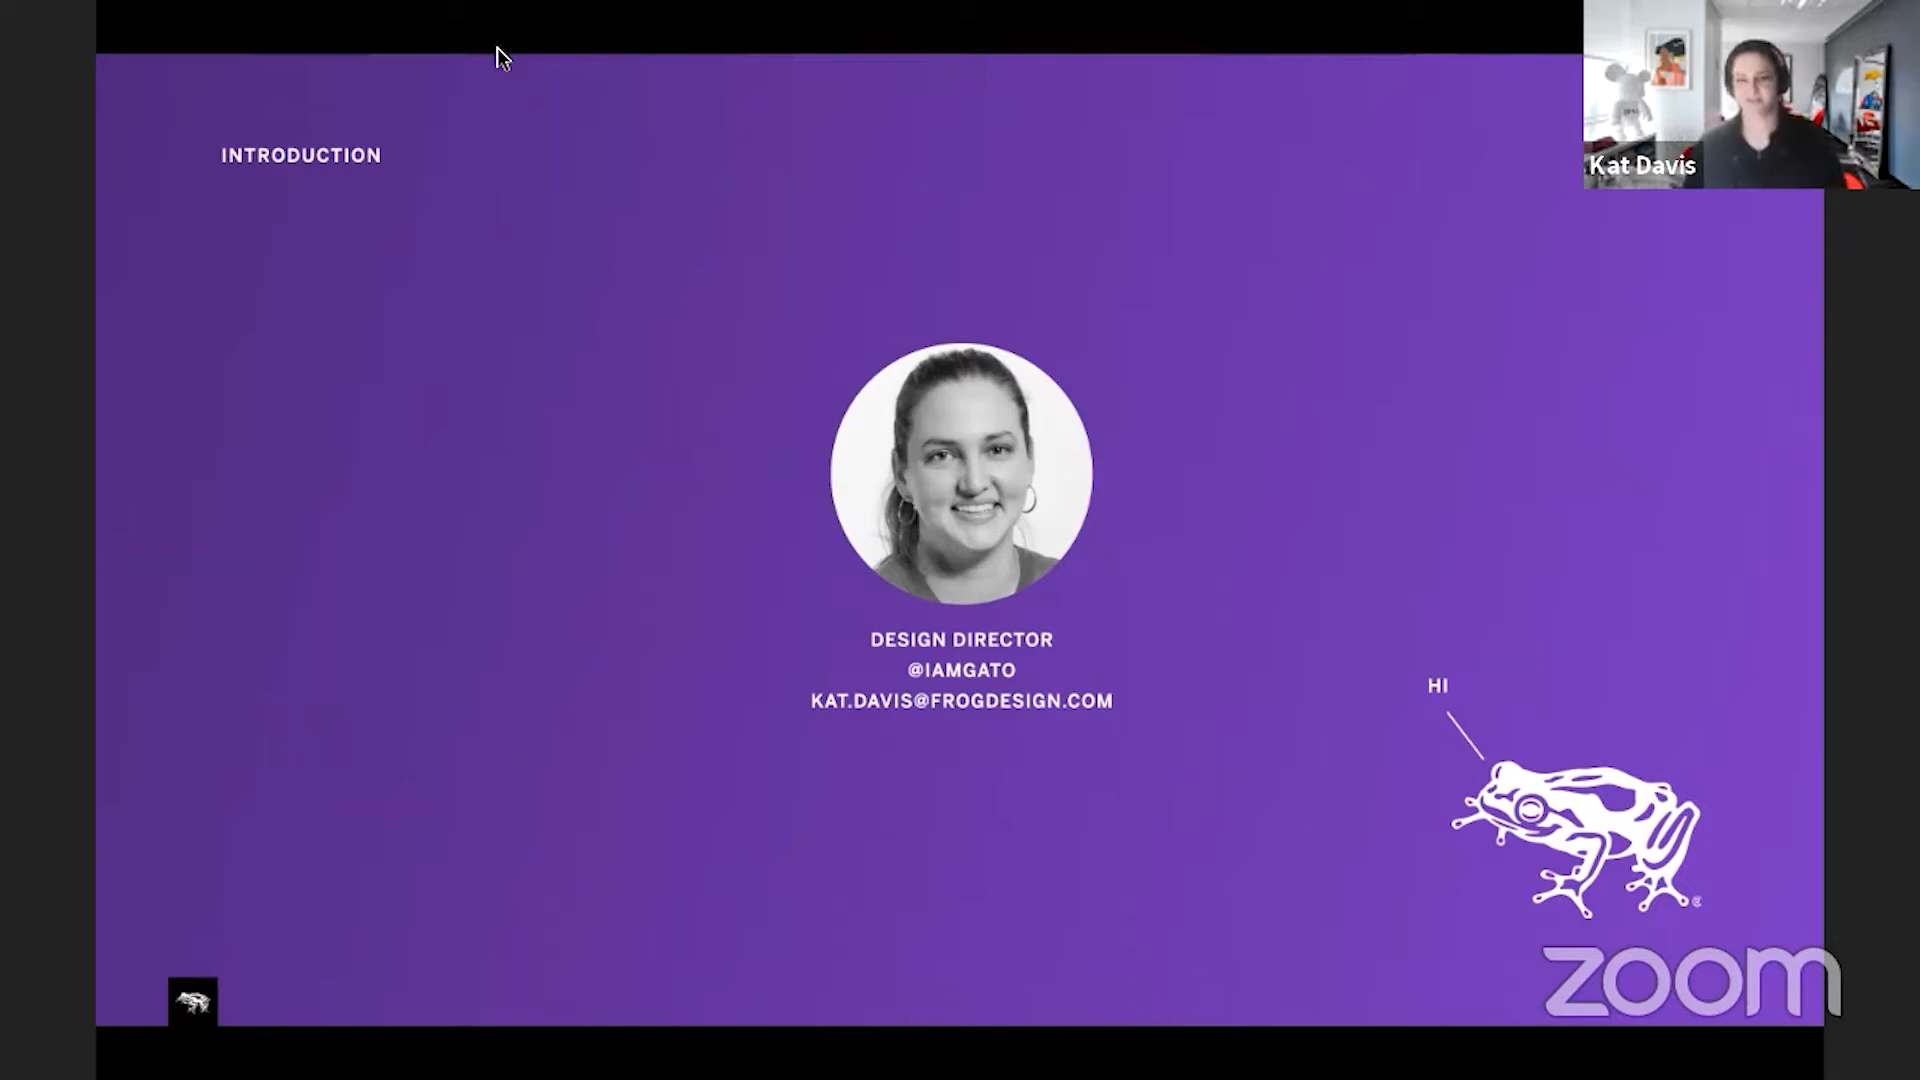 INTRODUCTION
Kat Davis
DESIGN DIRECTOR
@IAMGATO
KAT.DAVIS@FROGDESIGN.COM
HI
zoom